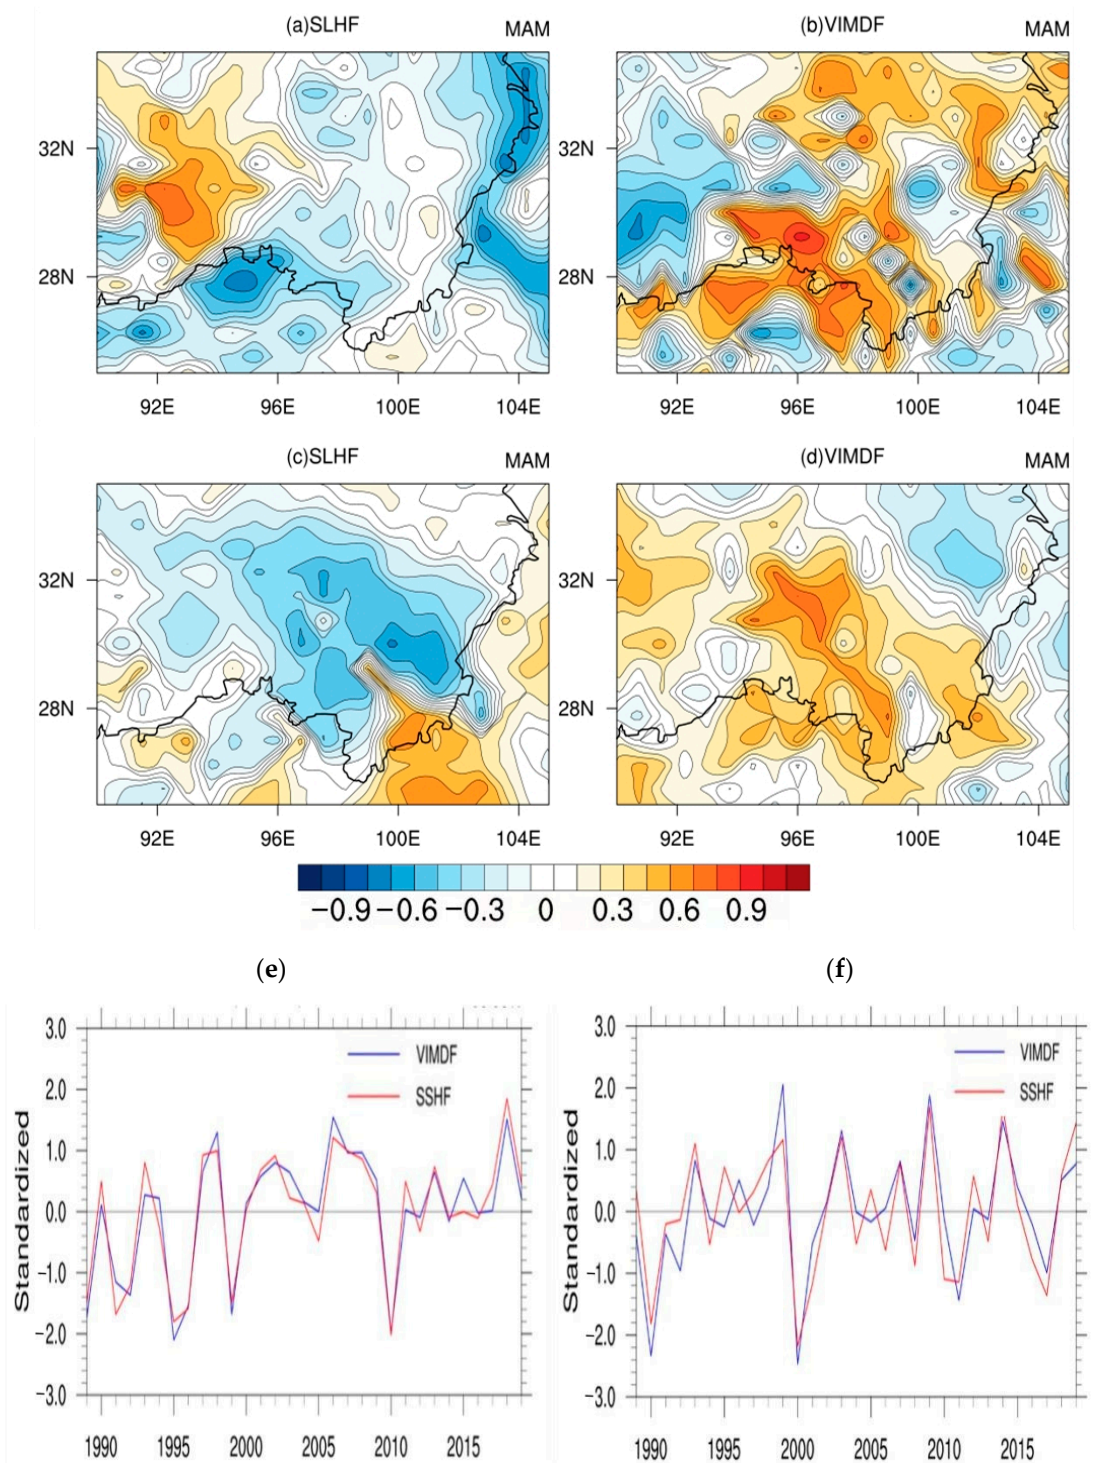 (a)SLHF MAM (b)VIMDF MAM
32N 32N
28N 28N
92E 96E 100E 104E 92E 96E 100E 104E
(c)SLHF MAM (d)VIMDF MAM
32N 32N
28N 28N
92E 96E 100E 104E 92E 96E 100E 104E
−0.9 −0.6 −0.3 0 0.3 0.6 0.9
(e) (f)
3.0 3.0
VIMDF VIMDF
2.0 2.0
SSHF SSHF
1.0 1.0
0.0 0.0
−1.0 −1.0
−2.0 −2.0
−3.0 −3.0
Standardized Standardized
1990 1995 2000 2005 2010 2015 1990 1995 2000 2005 2010 2015